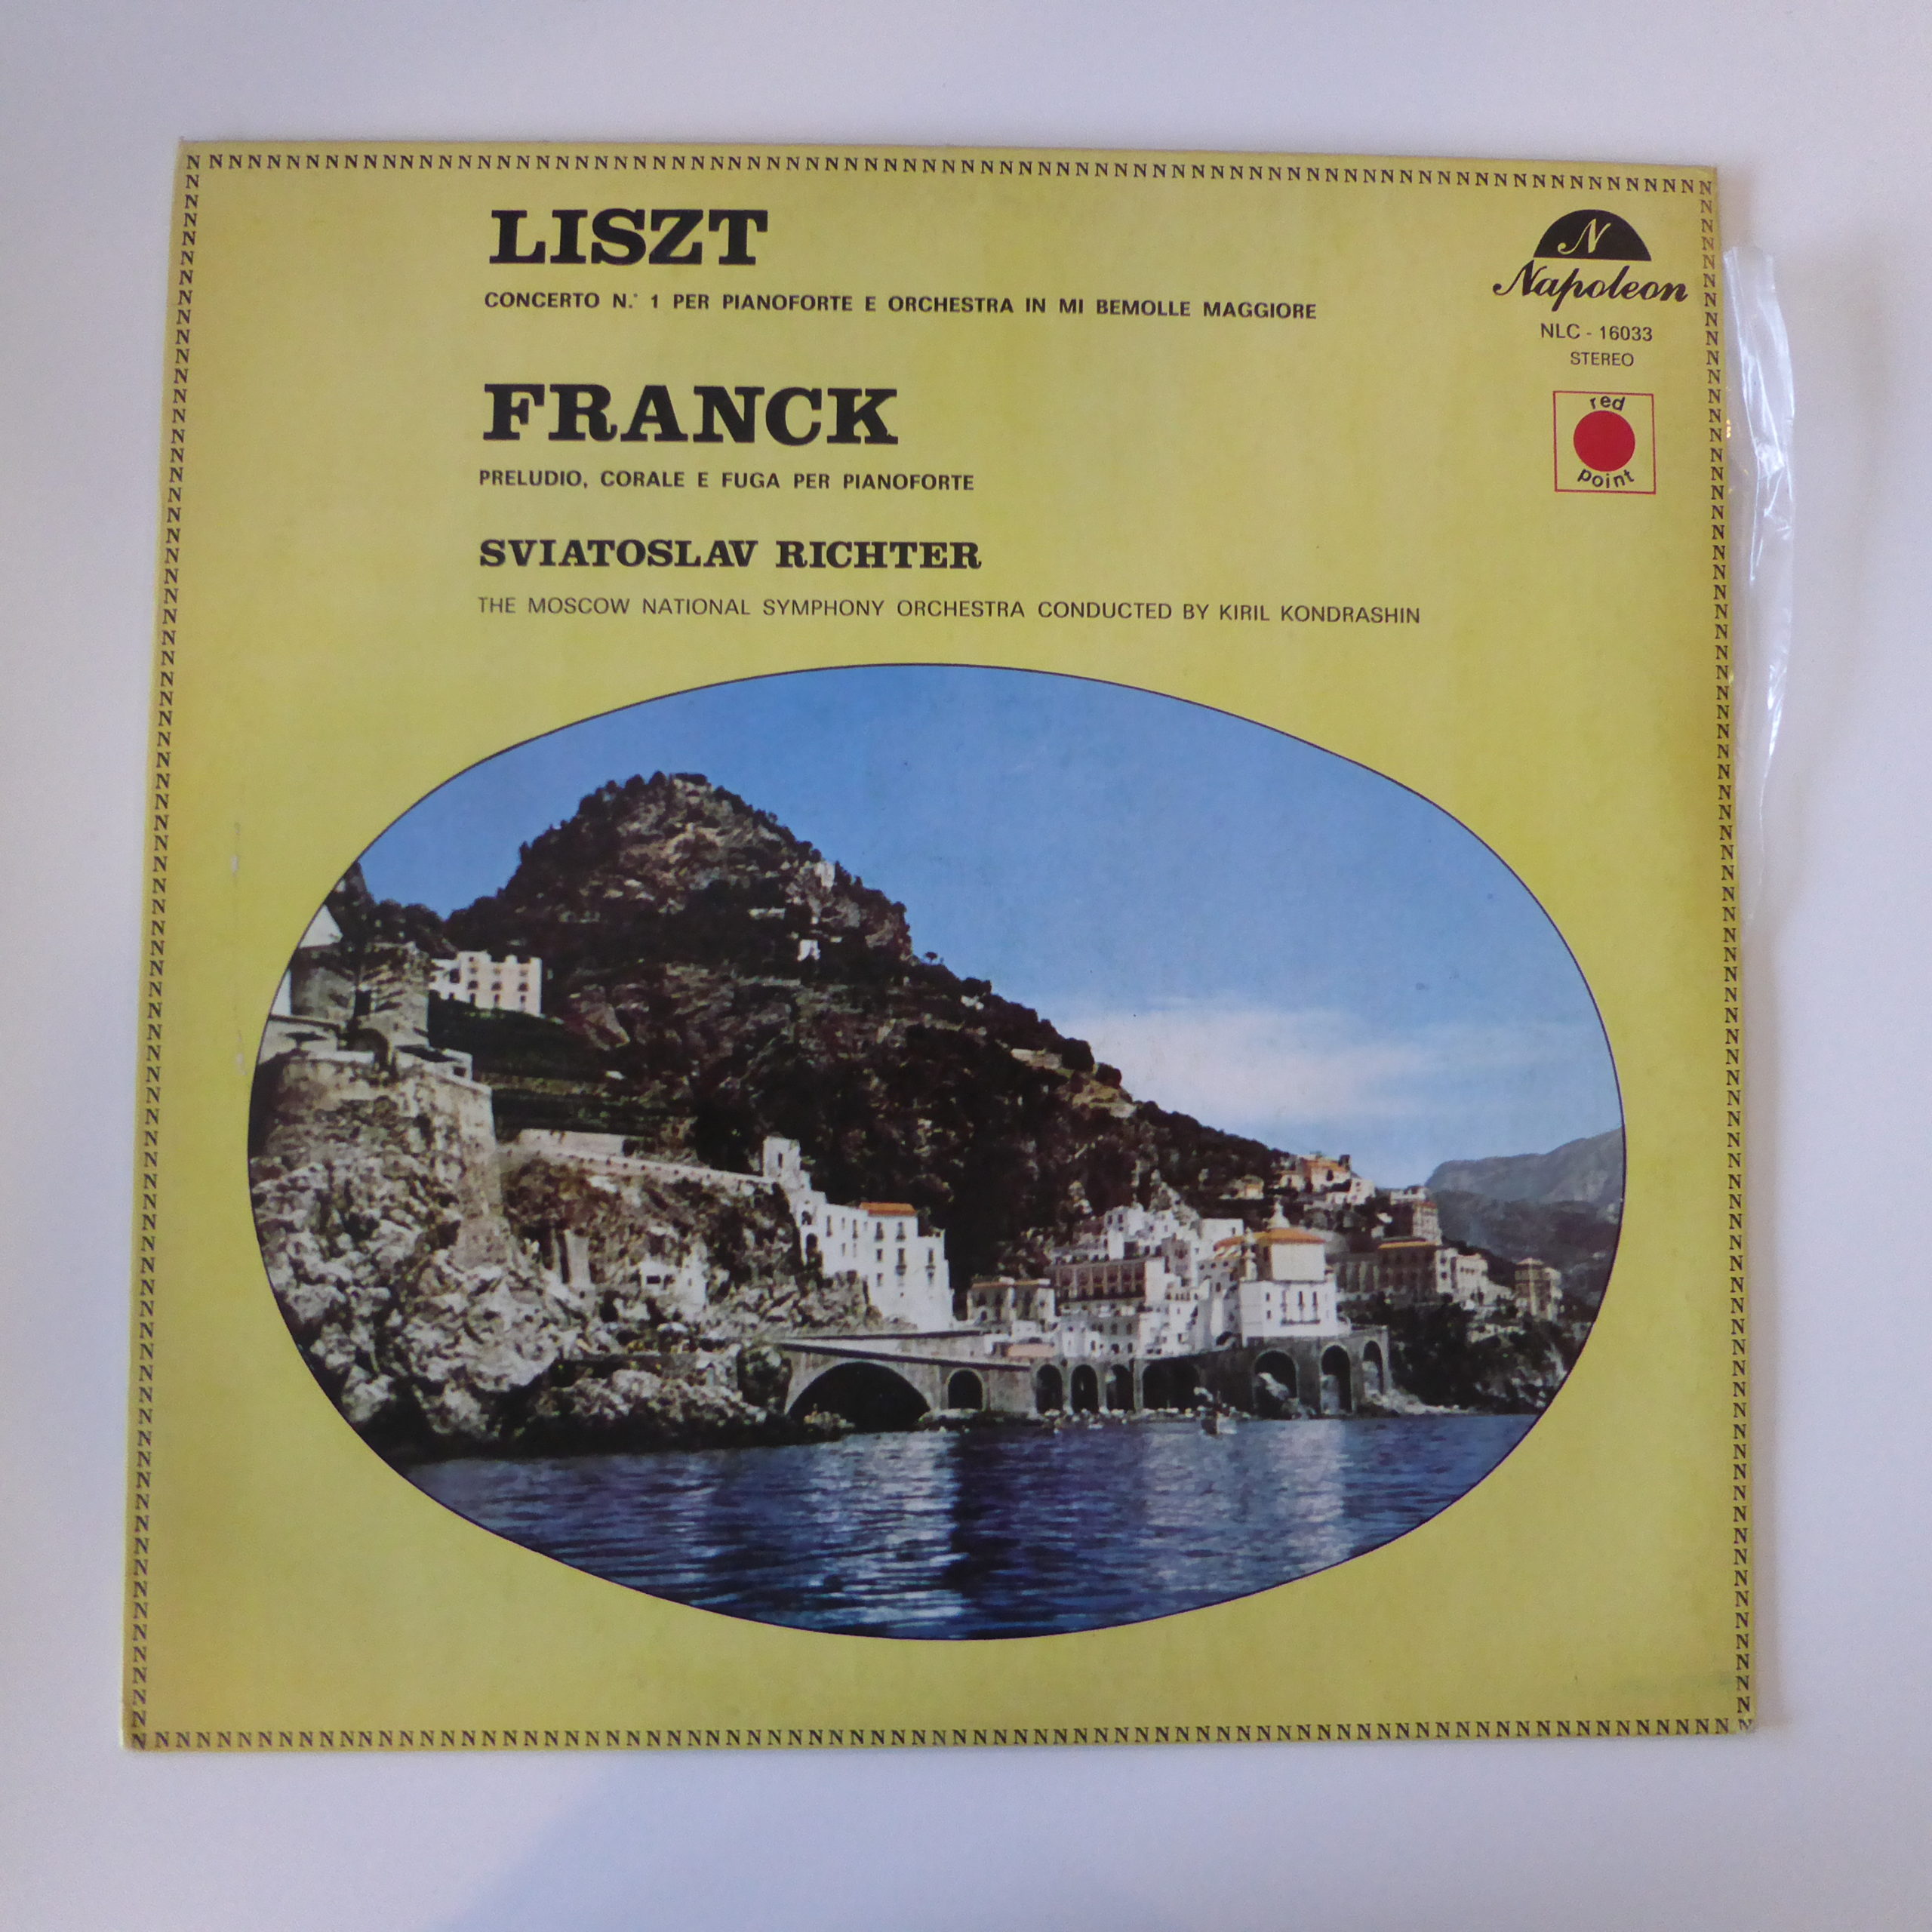 LISZT
CONCERTO N.° 1 PER PIANOFORTE E ORCHESTRA IN MI BEMOLLE MAGGIORE
FRANCK
PRELUDIO, CORALE E FUGA PER PIANOFORTE
SVIATOSLAV RICHTER
THE MOSCOW NATIONAL SYMPHONY ORCHESTRA CONDUCTED BY KIRIL KONDRASHIN
N
Napoleon
NLC - 16033
STEREO
red
point